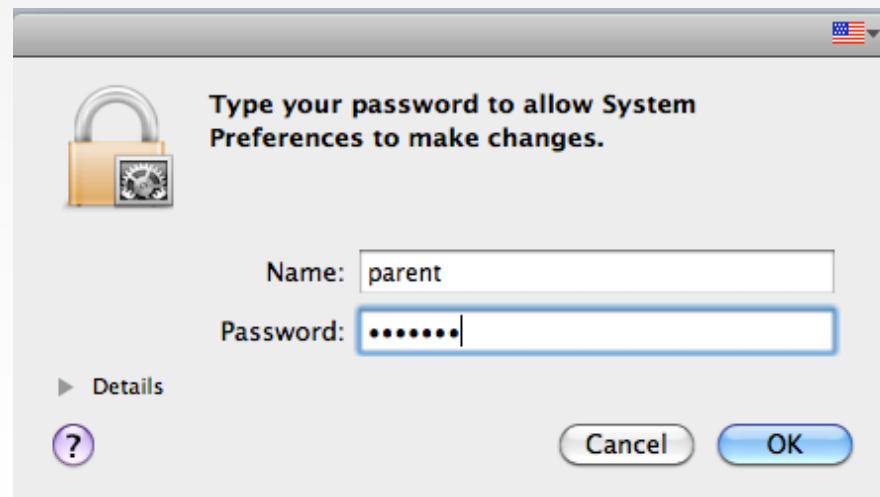 Type your password to allow System
Preferences to make changes.
Name: parent
Password: •••••••
Details
?
Cancel OK